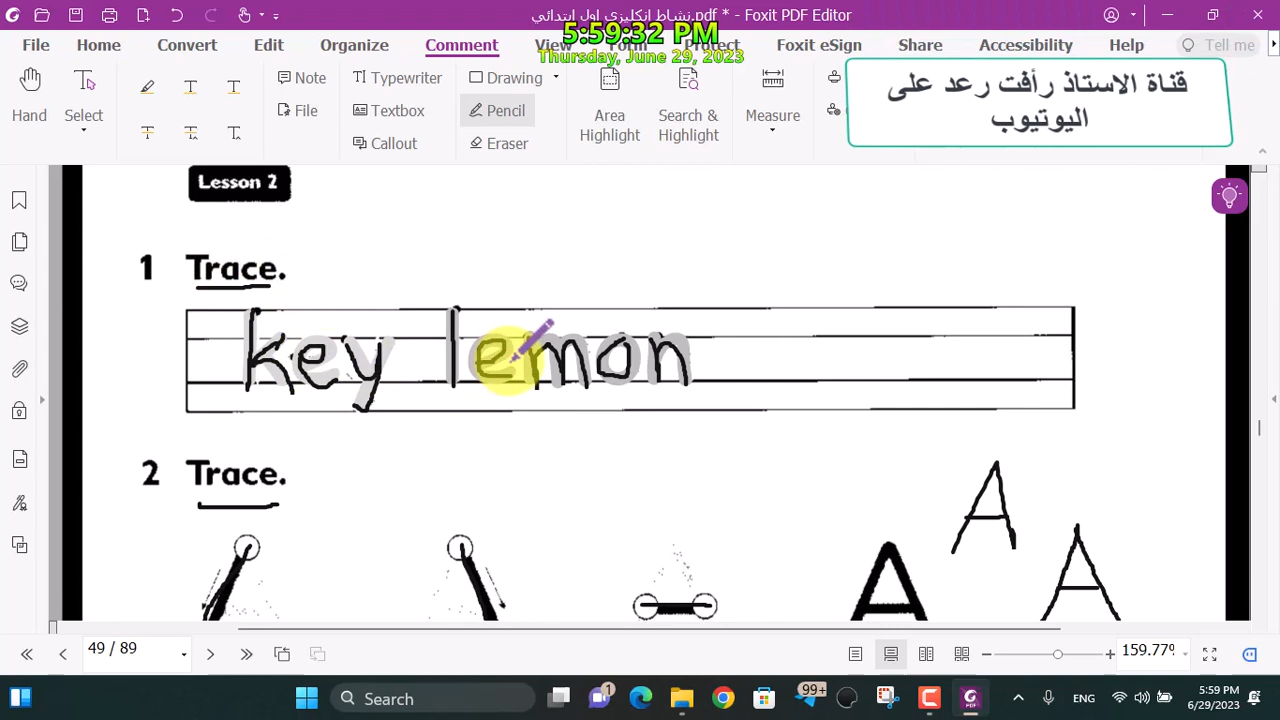 نشاط انكليزي اول ابتدائي.pdf * - Foxit PDF Editor
5:59:32 PM
Thursday, June 29, 2023
File Home Convert Edit Organize Comment View Form Protect Foxit eSign Share Accessibility Help Tell me
Hand
Select
Note
File
Typewriter
Textbox
Callout
Drawing
Pencil
Eraser
Area Highlight
Search & Highlight
Measure
قناة الاستاذ رأفت رعد على
اليوتيوب
Lesson 2
1 Trace.
key lemon
2 Trace.
A
A A
49 / 89
159.77%
Search
1
99+
ENG
5:59 PM
6/29/2023